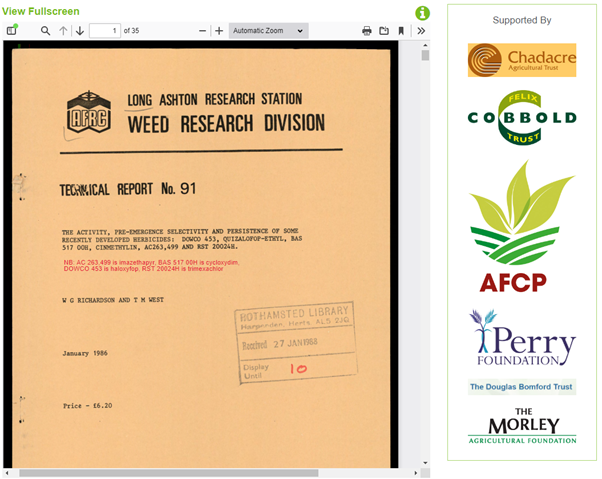 View Fullscreen
1 of 35
Automatic Zoom
AFRC
LONG ASHTON RESEARCH STATION
WEED RESEARCH DIVISION
TECHNICAL REPORT No. 91
THE ACTIVITY, PRE-EMERGENCE SELECTIVITY AND PERSISTENCE OF SOME
RECENTLY DEVELOPED HERBICIDES: DOWCO 453, QUIZALOFOP-ETHYL, BAS
517 00H, CINMETHYLIN, AC263,499 AND RST 20024H.
NB: AC 263,499 is imazethapyr, BAS 517 00H is cycloxydim,
DOWCO 453 is haloxyfop, RST 20024H is trimexachlor
W G RICHARDSON AND T M WEST
ROTHAMSTED LIBRARY
Harpenden, Herts, AL5 2JQ
Received 27 JAN 1988
Display
Until 10
January 1986
Price - £6.20
Supported By
Chadacre
Agricultural Trust
FELIX
COBBOLD
TRUST
AFCP
Perry
FOUNDATION
The Douglas Bomford Trust
THE
MORLEY
AGRICULTURAL FOUNDATION